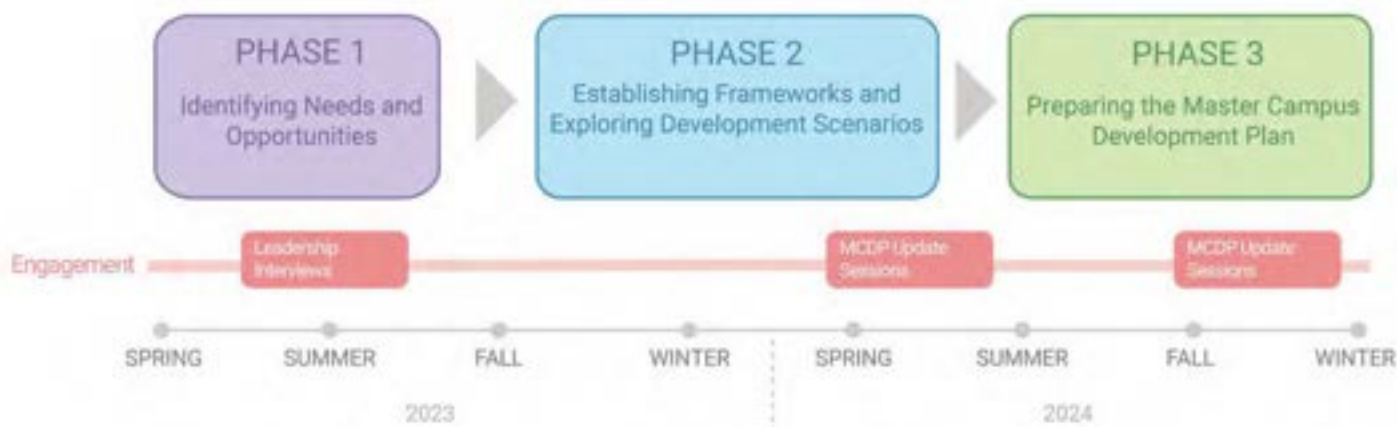 PHASE 1
Identifying Needs and
Opportunities
PHASE 2
Establishing Frameworks and
Exploring Development Scenarios
PHASE 3
Preparing the Master Campus
Development Plan
Engagement
Leadership
Interviews
MCDP Update
Sessions
MCDP Update
Sessions
SPRING
SUMMER
FALL
WINTER
SPRING
SUMMER
FALL
WINTER
2023
2024